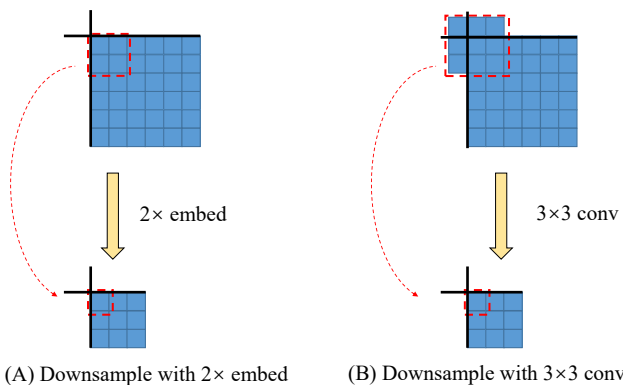 2× embed
3×3 conv
(A) Downsample with 2× embed
(B) Downsample with 3×3 conv